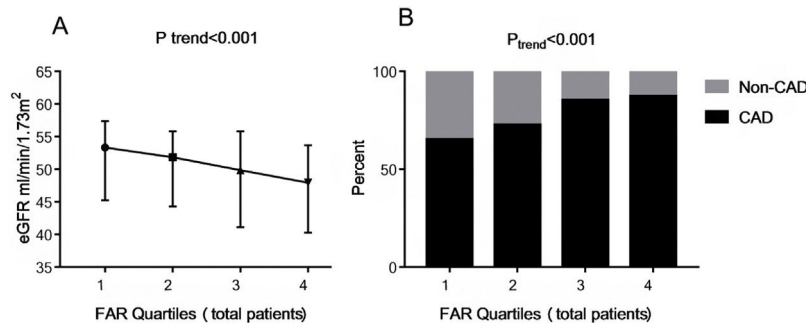 A
P trend<0.001
eGFR ml/min/1.73m²
65
60
55
50
45
40
35
1 2 3 4
FAR Quartiles ( total patients)
B
Ptrend<0.001
Percent
100
50
0
1 2 3 4
FAR Quartiles ( total patients)
Non-CAD
CAD